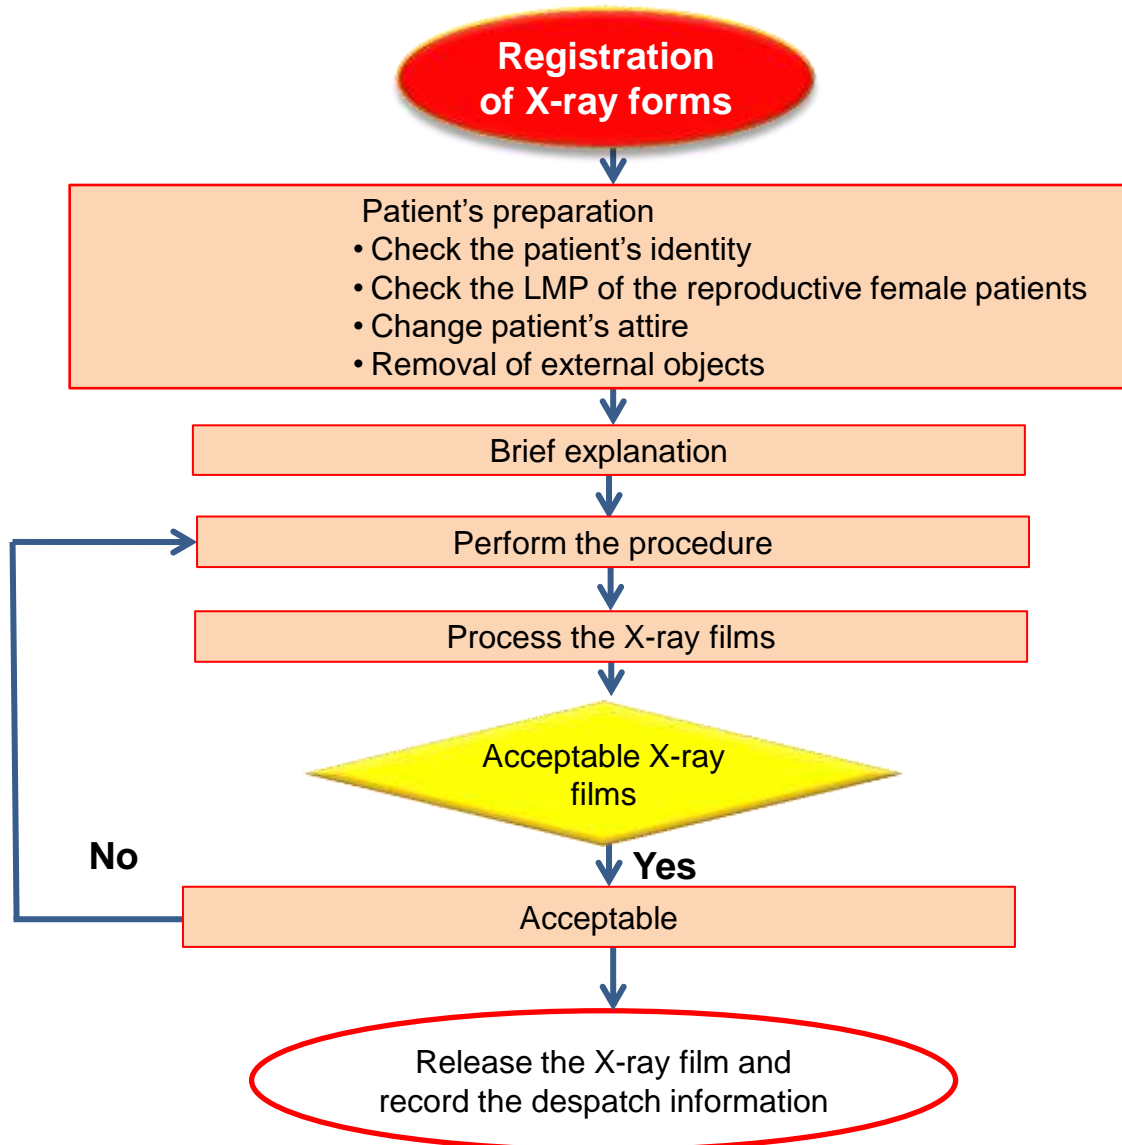 Registration
of X-ray forms
Patient’s preparation
• Check the patient’s identity
• Check the LMP of the reproductive female patients
• Change patient’s attire
• Removal of external objects
Brief explanation
Perform the procedure
Process the X-ray films
Acceptable X-ray
films
No
Yes
Acceptable
Release the X-ray film and
record the despatch information